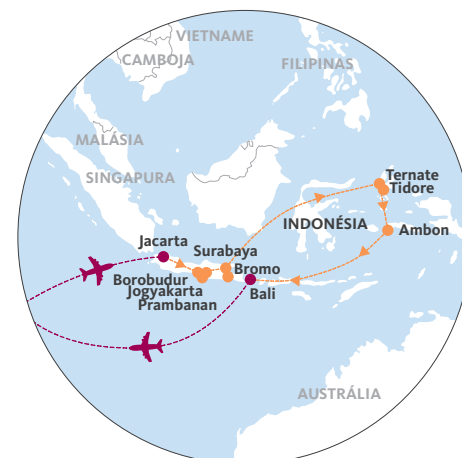 VIETNAME
CAMBOJA
FILIPINAS
MALÁSIA
SINGAPURA
Ternate
Tidore
INDONÉSIA
Ambon
Jacarta
Surabaya
Bromo
Borobudur
Jogyakarta
Prambanan
Bali
AUSTRÁLIA